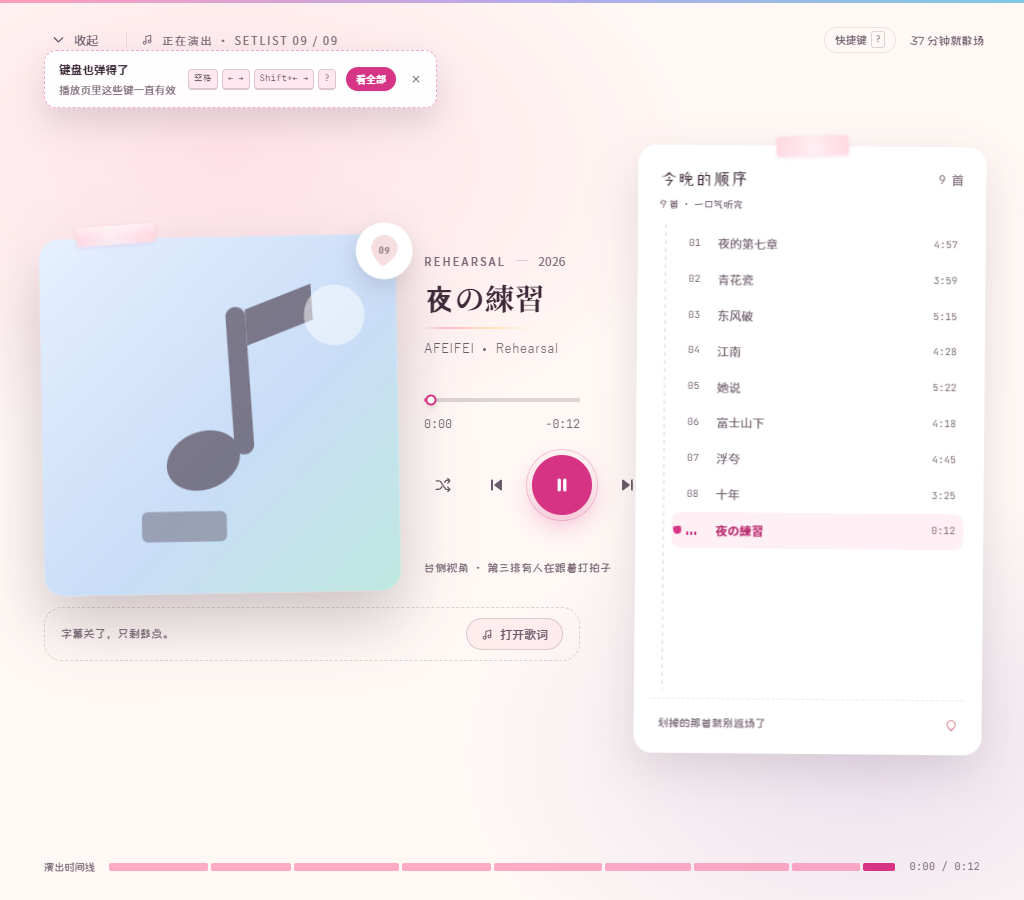 收起
正在演出 • SETLIST 09 / 09
快捷键 ?
37 分钟就散场
键盘也弹得了
播放页里这些键一直有效
空格 ← → Shift+← → ? 看全部 ×
09
REHEARSAL — 2026
夜の練習
AFEIFEI • Rehearsal
0:00 -0:12
台侧视角 • 第三排有人在跟着打拍子
字幕关了，只剩鼓点。
打开歌词
今晚的顺序 9 首
9 首 • 一口气听完
01 夜的第七章 4:57
02 青花瓷 3:59
03 东风破 5:15
04 江南 4:28
05 她说 5:22
06 富士山下 4:18
07 浮夸 4:45
08 十年 3:25
... 夜の練習 0:12
划掉的那首就别返场了
演出时间线 0:00 / 0:12